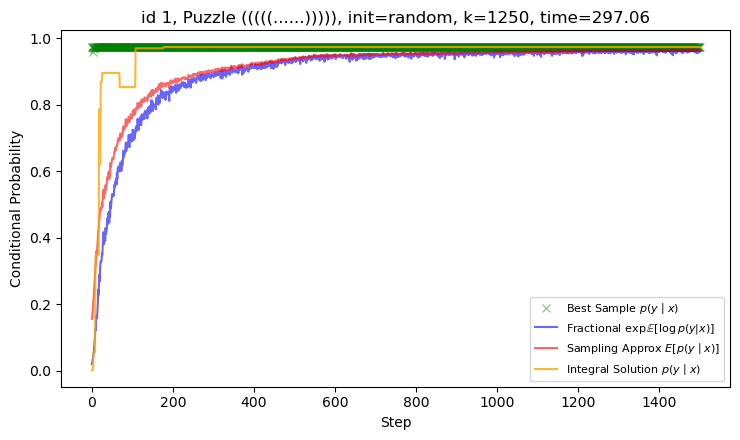 id 1, Puzzle (((((......))))), init=random, k=1250, time=297.06
Conditional Probability
1.0
0.8
0.6
0.4
0.2
0.0
0 200 400 600 800 1000 1200 1400
Step
Best Sample p(y | x)
Fractional exp𝔼[log p(y|x)]
Sampling Approx E[p(y | x)]
Integral Solution p(y | x)